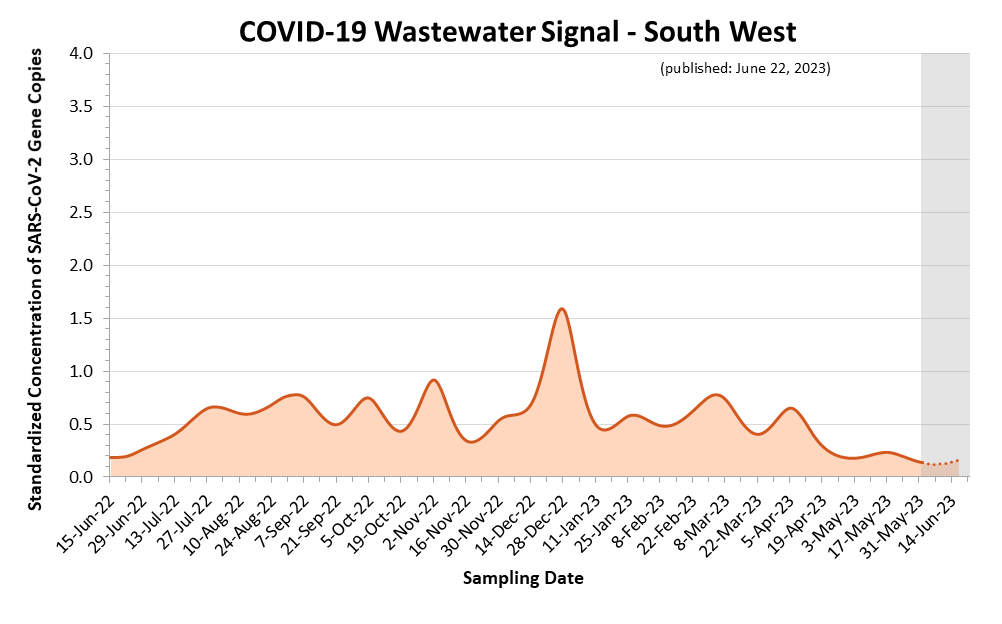 COVID-19 Wastewater Signal - South West
(published: June 22, 2023)
Standardized Concentration of SARS-CoV-2 Gene Copies
4.0
3.5
3.0
2.5
2.0
1.5
1.0
0.5
0.0
15-Jun-22
29-Jun-22
13-Jul-22
27-Jul-22
10-Aug-22
24-Aug-22
7-Sep-22
21-Sep-22
5-Oct-22
19-Oct-22
2-Nov-22
16-Nov-22
30-Nov-22
14-Dec-22
28-Dec-22
11-Jan-23
25-Jan-23
8-Feb-23
22-Feb-23
8-Mar-23
22-Mar-23
5-Apr-23
19-Apr-23
3-May-23
17-May-23
31-May-23
14-Jun-23
Sampling Date